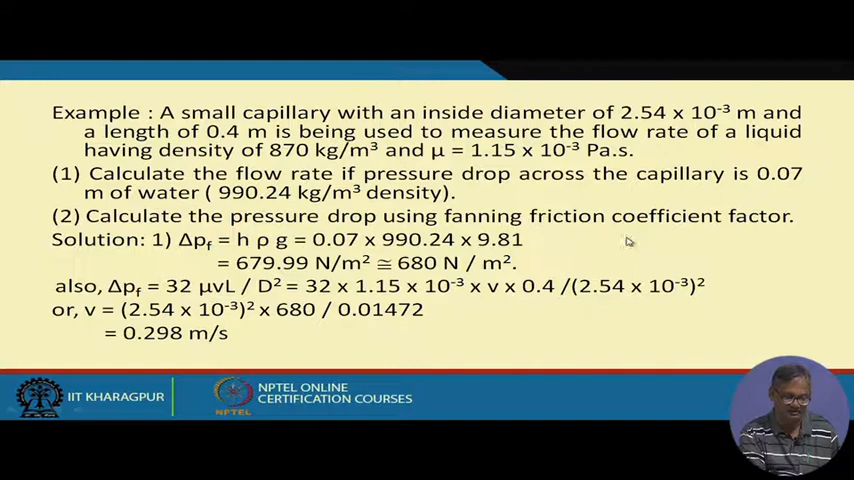 Example : A small capillary with an inside diameter of 2.54 x 10⁻³ m and
a length of 0.4 m is being used to measure the flow rate of a liquid
having density of 870 kg/m³ and μ = 1.15 x 10⁻³ Pa.s.
(1) Calculate the flow rate if pressure drop across the capillary is 0.07
m of water ( 990.24 kg/m³ density).
(2) Calculate the pressure drop using fanning friction coefficient factor.
Solution: 1) Δp_f = h ρ g = 0.07 x 990.24 x 9.81
= 679.99 N/m² ≅ 680 N / m².
also, Δp_f = 32 μvL / D² = 32 x 1.15 x 10⁻³ x v x 0.4 /(2.54 x 10⁻³)²
or, v = (2.54 x 10⁻³)² x 680 / 0.01472
= 0.298 m/s
IIT KHARAGPUR
NPTEL
NPTEL ONLINE
CERTIFICATION COURSES